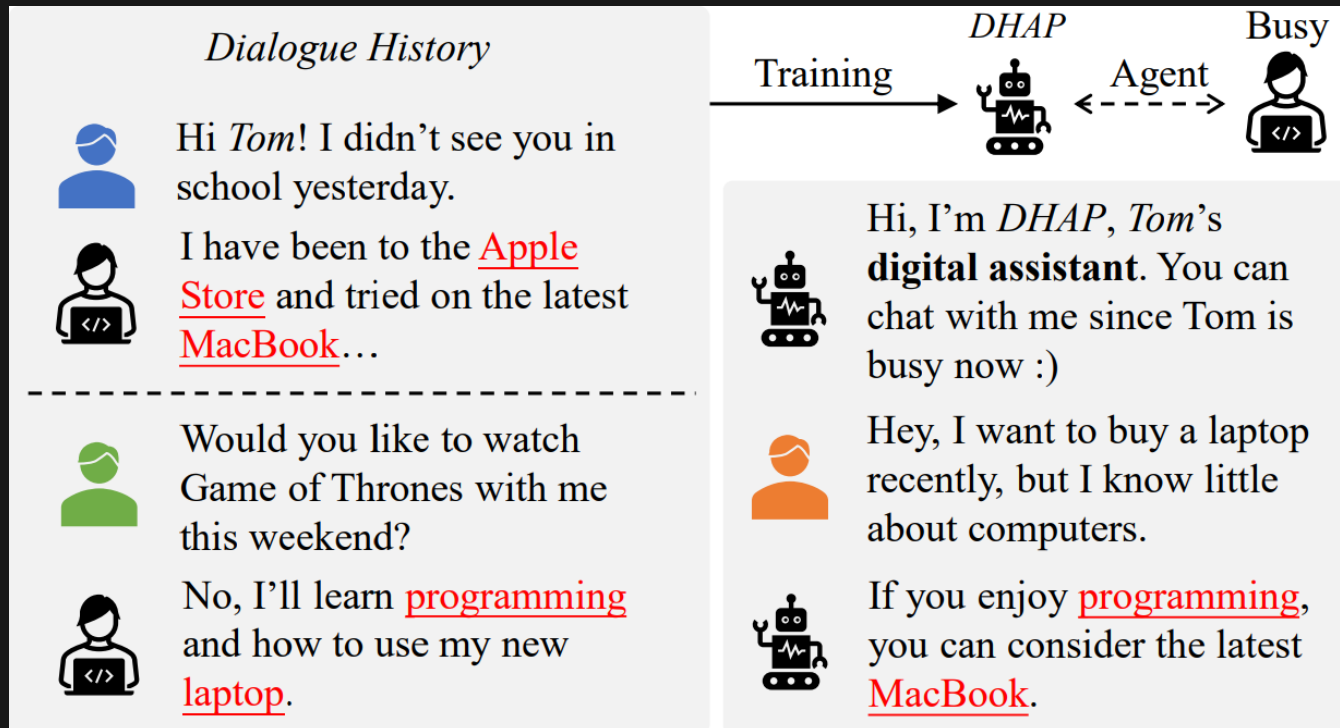 Dialogue History
Hi Tom! I didn’t see you in
school yesterday.
I have been to the Apple
Store and tried on the latest
MacBook…
Would you like to watch
Game of Thrones with me
this weekend?
No, I’ll learn programming
and how to use my new
laptop.
Training
DHAP
Agent
Busy
Hi, I’m DHAP, Tom’s
digital assistant. You can
chat with me since Tom is
busy now :)
Hey, I want to buy a laptop
recently, but I know little
about computers.
If you enjoy programming,
you can consider the latest
MacBook.